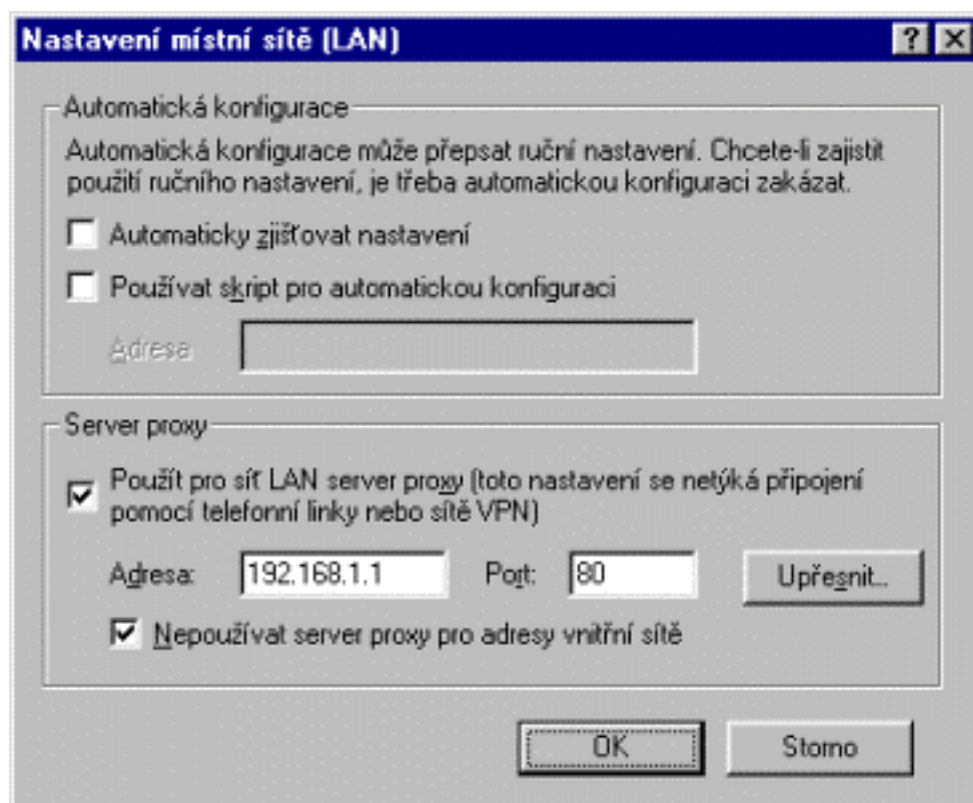 Nastavení místní sítě (LAN)
Automatická konfigurace
Automatická konfigurace může přepsat ruční nastavení. Chcete-li zajistit
použití ručního nastavení, je třeba automatickou konfiguraci zakázat.
Automaticky zjišťovat nastavení
Používat skript pro automatickou konfiguraci
Adresa
Server proxy
Použít pro síť LAN server proxy (toto nastavení se netýká připojení
pomocí telefonní linky nebo sítě VPN)
Adresa: 192.168.1.1 Port: 80 Upřesnit..
Nepoužívat server proxy pro adresy vnitřní sítě
OK Storno